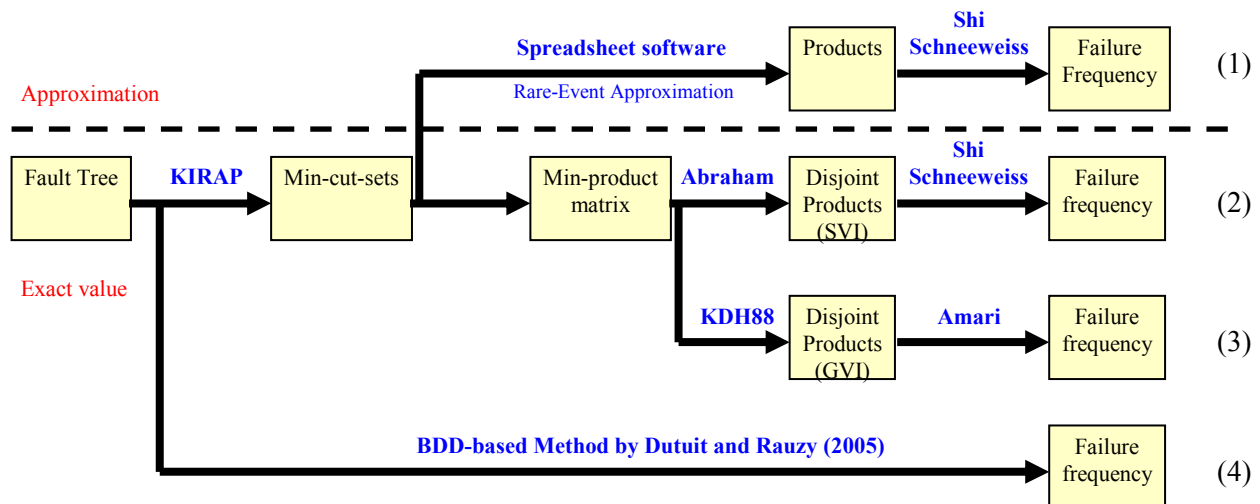 Spreadsheet software
Rare-Event Approximation
Products
Shi
Schneeweiss
Failure
Frequency
(1)
Approximation
Fault Tree
KIRAP
Min-cut-sets
Min-product
matrix
Abraham
Disjoint
Products
(SVI)
Shi
Schneeweiss
Failure
frequency
(2)
Exact value
KDH88
Disjoint
Products
(GVI)
Amari
Failure
frequency
(3)
BDD-based Method by Dutuit and Rauzy (2005)
Failure
frequency
(4)